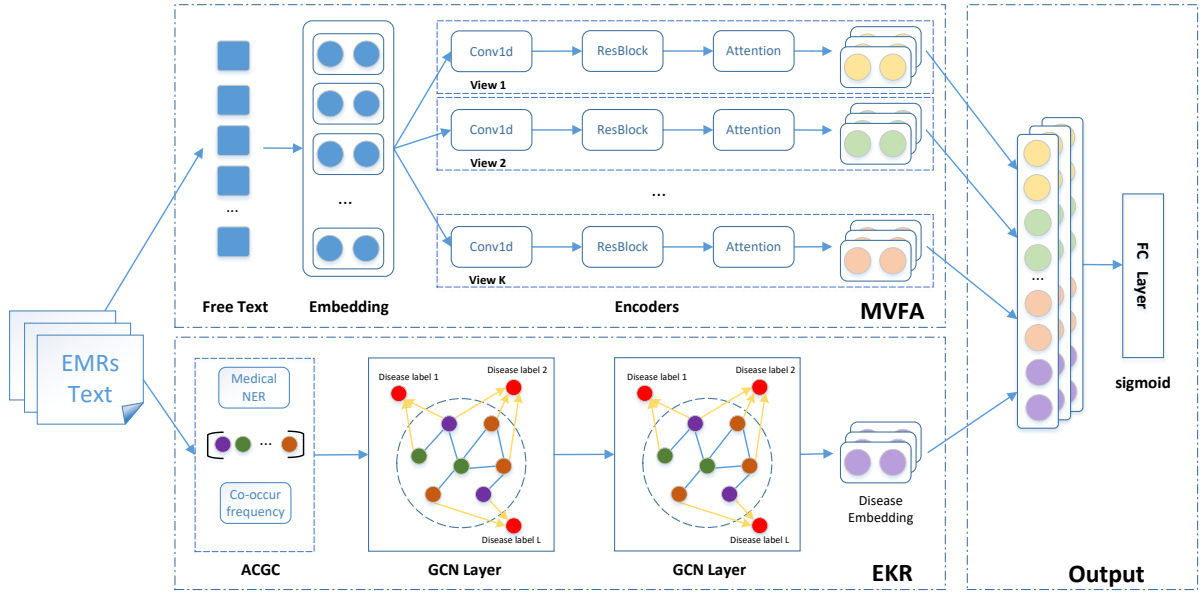 Conv1d
ResBlock
Attention
View 1
Conv1d
ResBlock
Attention
View 2
...
...
...
Conv1d
ResBlock
Attention
View K
Free Text
Embedding
Encoders
MVFA
EMRs
Text
Medical
NER
...
Co-occur
frequency
ACGC
Disease label 1
Disease label 2
Disease label L
GCN Layer
Disease label 1
Disease label 2
Disease label L
GCN Layer
Disease
Embedding
EKR
...
FC Layer
sigmoid
Output